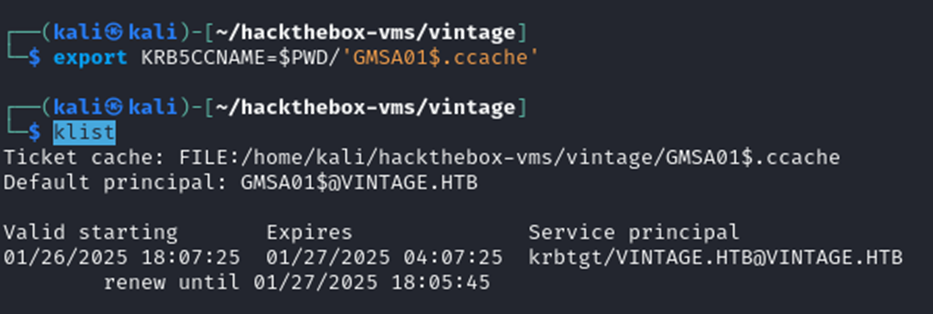 ┌──(kali㉿kali)-[~/hackthebox-vms/vintage]
└─$ export KRB5CCNAME=$PWD/'GMSA01$.ccache'
┌──(kali㉿kali)-[~/hackthebox-vms/vintage]
└─$ klist
Ticket cache: FILE:/home/kali/hackthebox-vms/vintage/GMSA01$.ccache
Default principal: GMSA01$@VINTAGE.HTB
Valid starting       Expires              Service principal
01/26/2025 18:07:25  01/27/2025 04:07:25  krbtgt/VINTAGE.HTB@VINTAGE.HTB
        renew until 01/27/2025 18:05:45